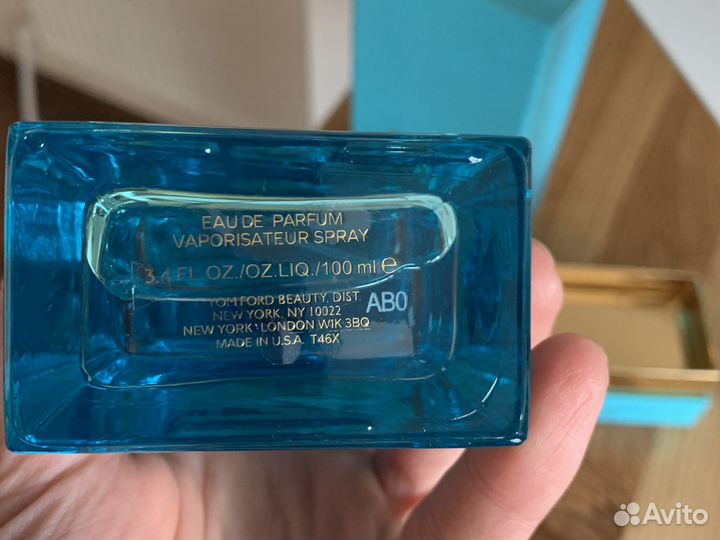 EAU DE PARFUM
VAPORISATEUR SPRAY
3.4 FL.OZ./OZ.LIQ./100 ml ℮
TOM FORD BEAUTY, DIST.
NEW YORK, NY 10022
NEW YORK · LONDON W1K 3BQ
MADE IN U.S.A. T46X
AB0
Avito